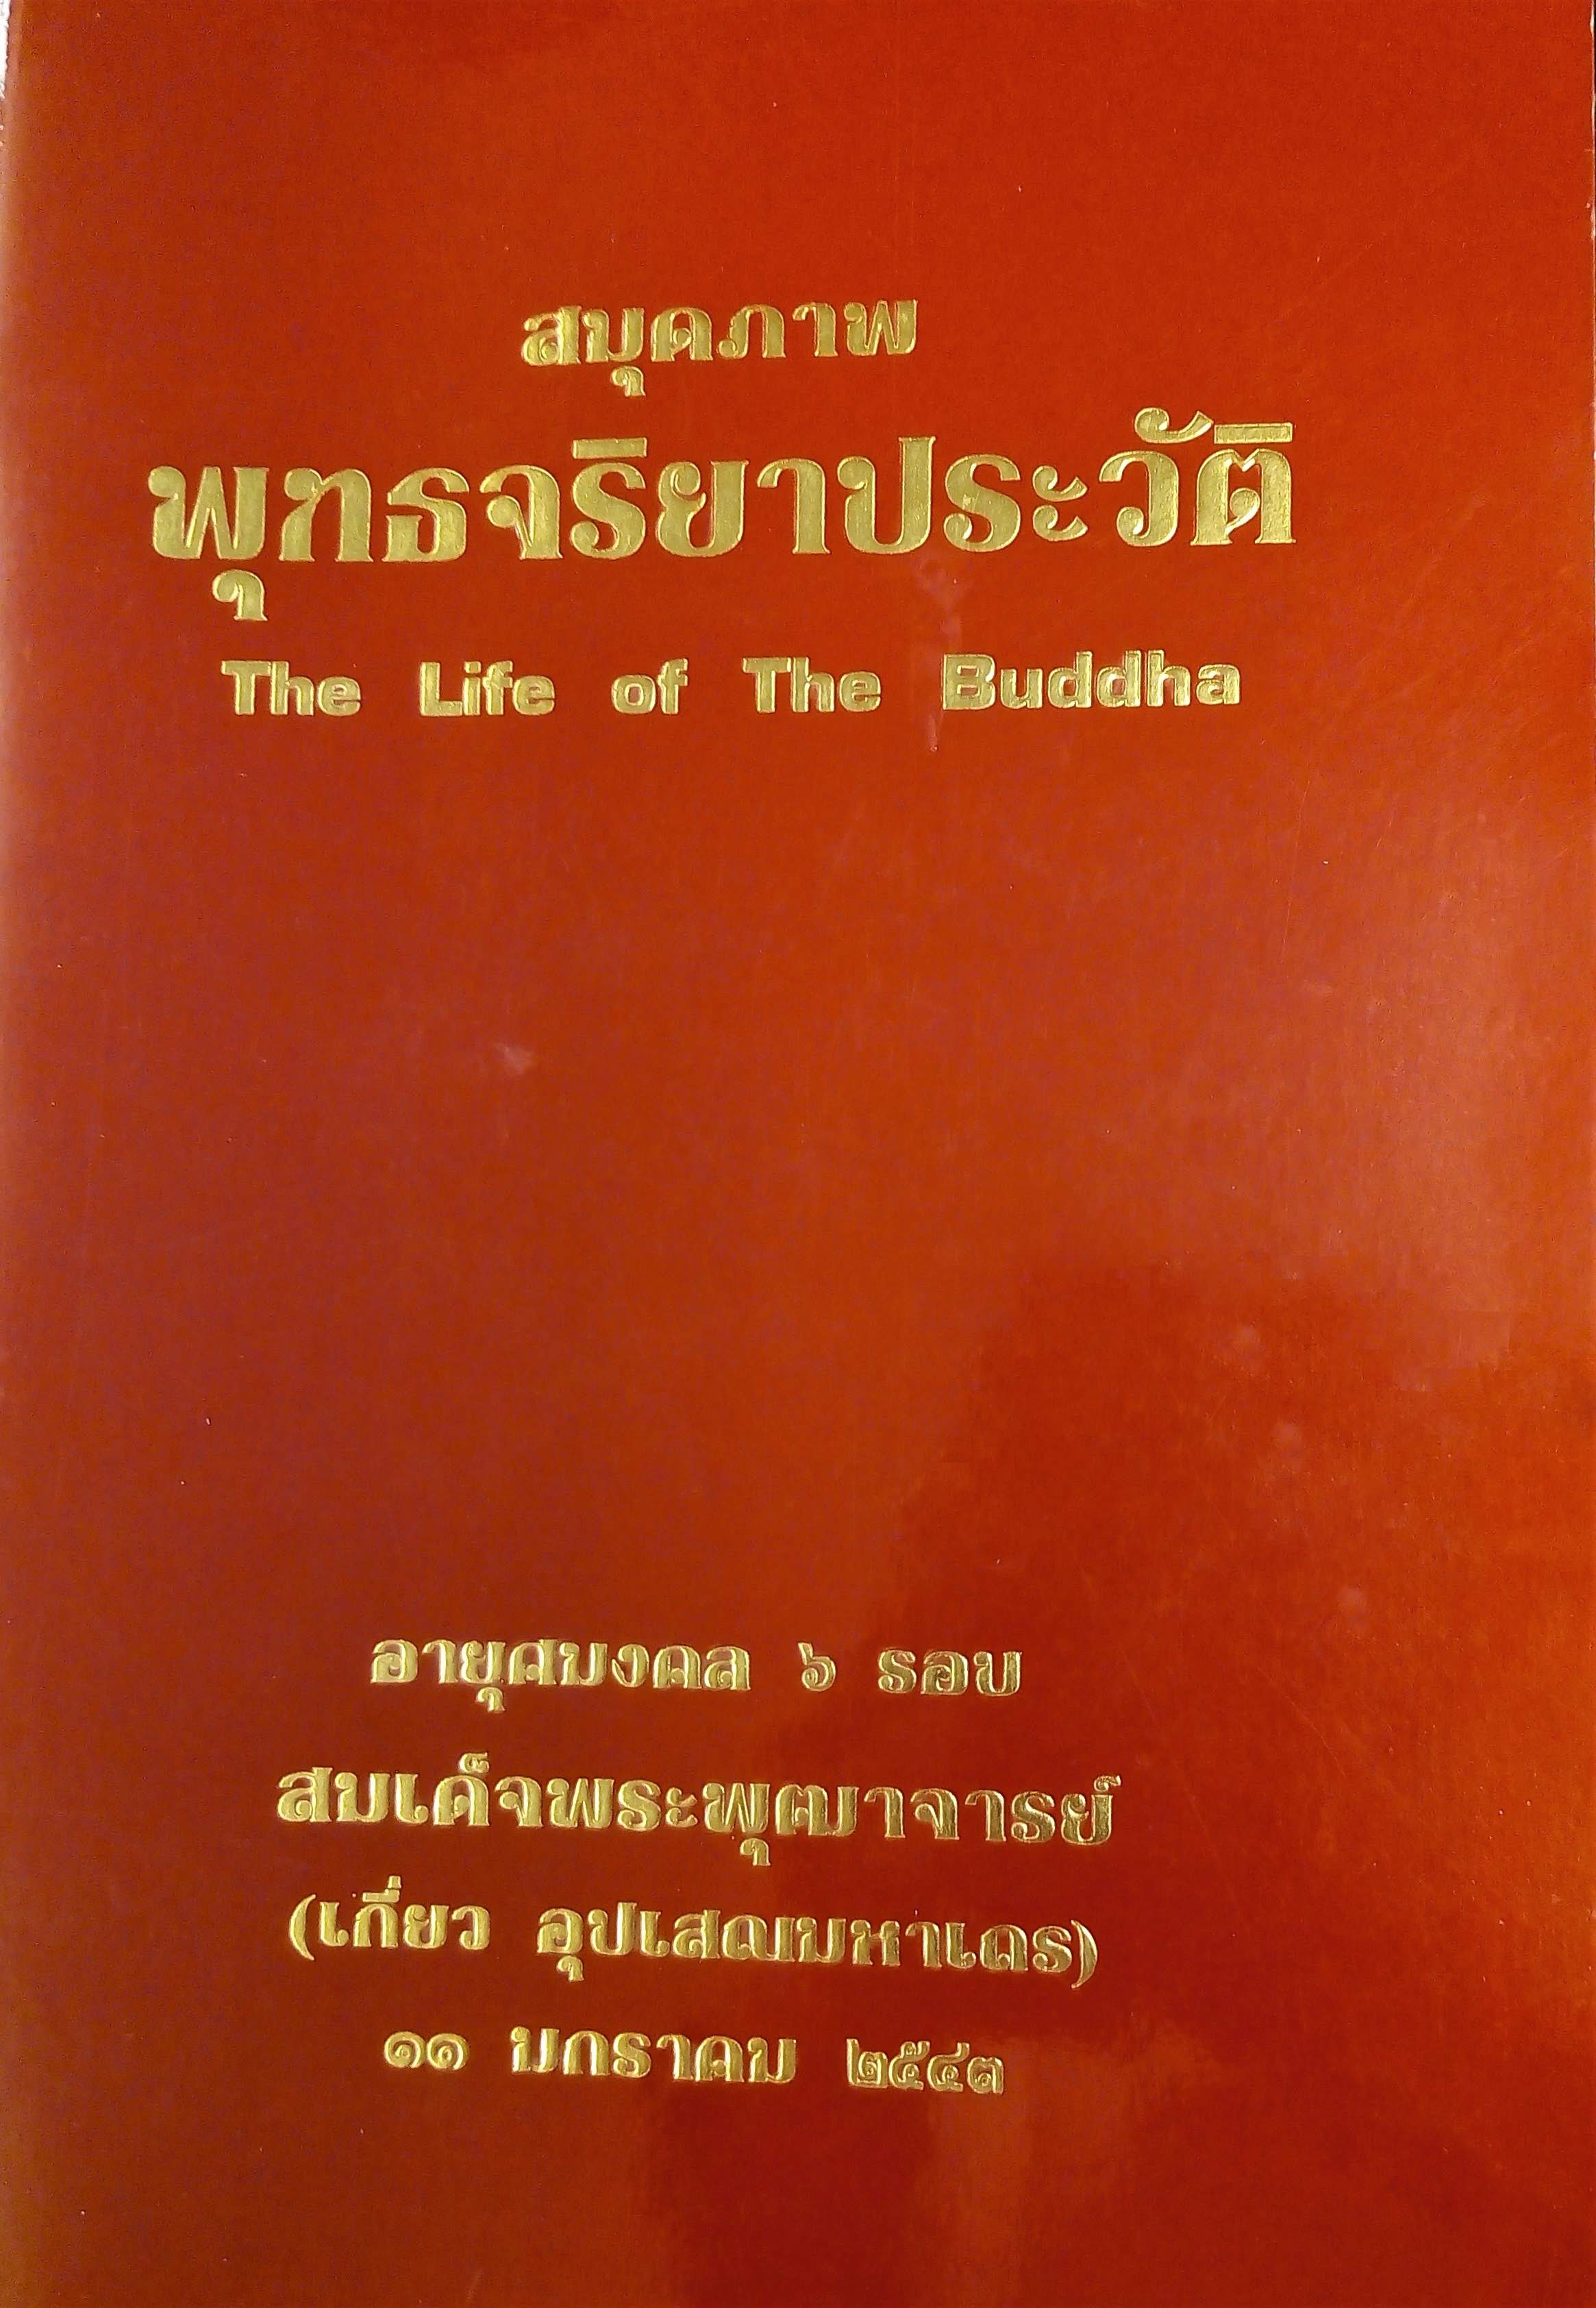 สมุดภาพ
พุทธจริยาประวัติ
The Life of The Buddha
อายุศมงคล ๖ รอบ
สมเด็จพระพุฒาจารย์
(เกี่ยว อุปเสณมหาเถร)
๑๑ มกราคม ๒๕๔๓